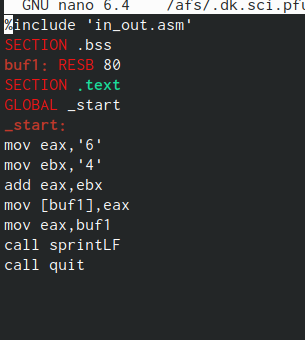 GNU nano 6.4 /afs/.dk.sci.pfu
%include 'in_out.asm'
SECTION .bss
buf1: RESB 80
SECTION .text
GLOBAL _start
_start:
mov eax,'6'
mov ebx,'4'
add eax,ebx
mov [buf1],eax
mov eax,buf1
call sprintLF
call quit